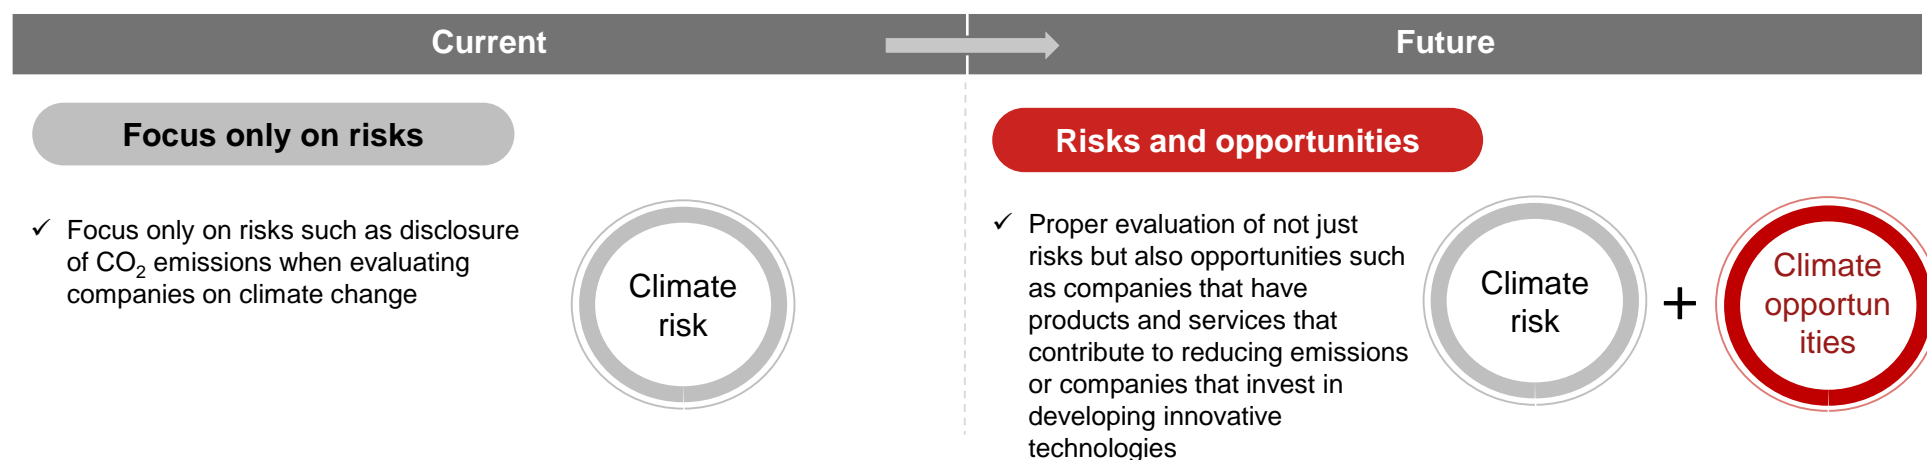 Current
Future
Focus only on risks
✓ Focus only on risks such as disclosure
of CO₂ emissions when evaluating
companies on climate change
Climate
risk
Risks and opportunities
✓ Proper evaluation of not just
risks but also opportunities such
as companies that have
products and services that
contribute to reducing emissions
or companies that invest in
developing innovative
technologies
Climate
risk
+
Climate
opportun
ities